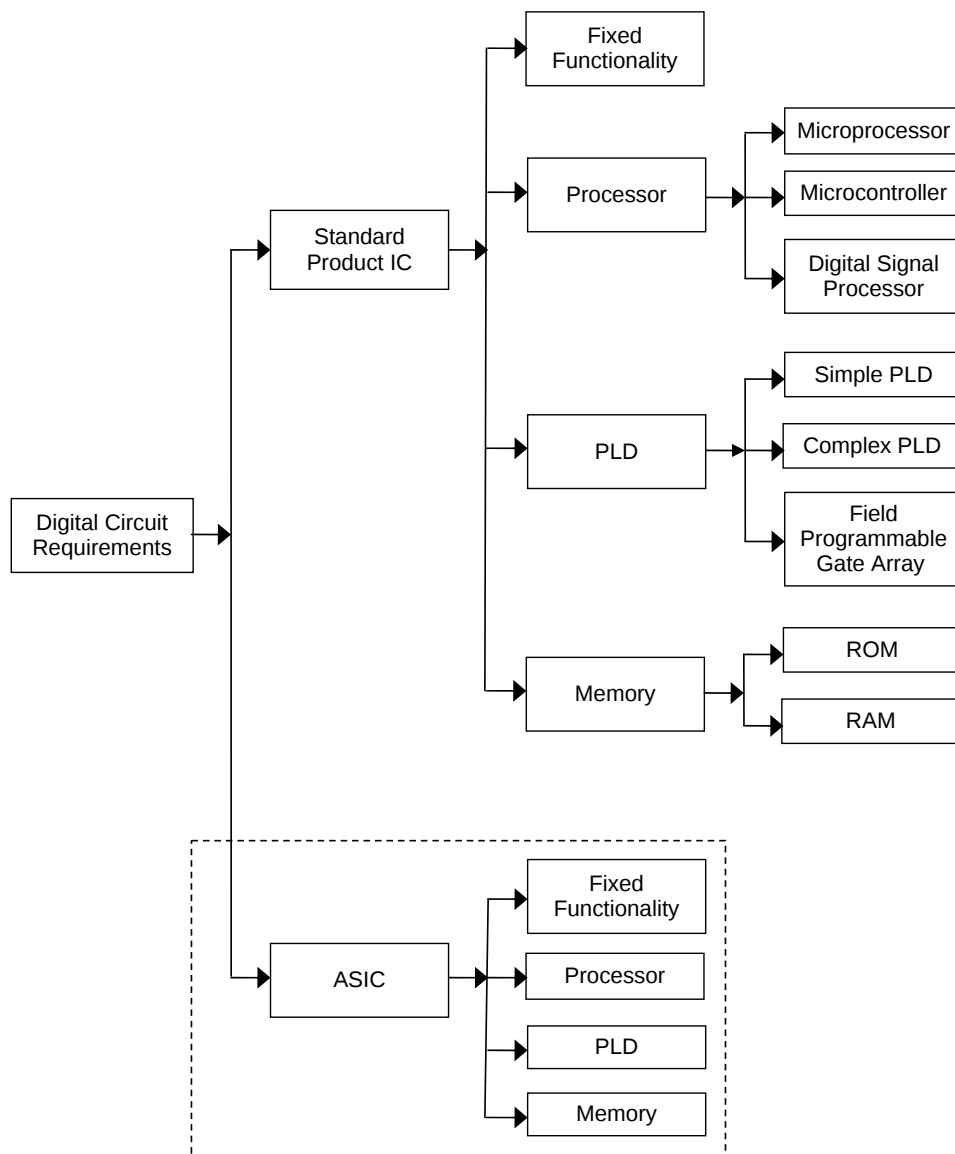 Fixed
Functionality
Microprocessor
Processor
Microcontroller
Standard
Product IC
Digital Signal
Processor
Simple PLD
PLD
Complex PLD
Digital Circuit
Requirements
Field
Programmable
Gate Array
ROM
Memory
RAM
Fixed
Functionality
ASIC
Processor
PLD
Memory